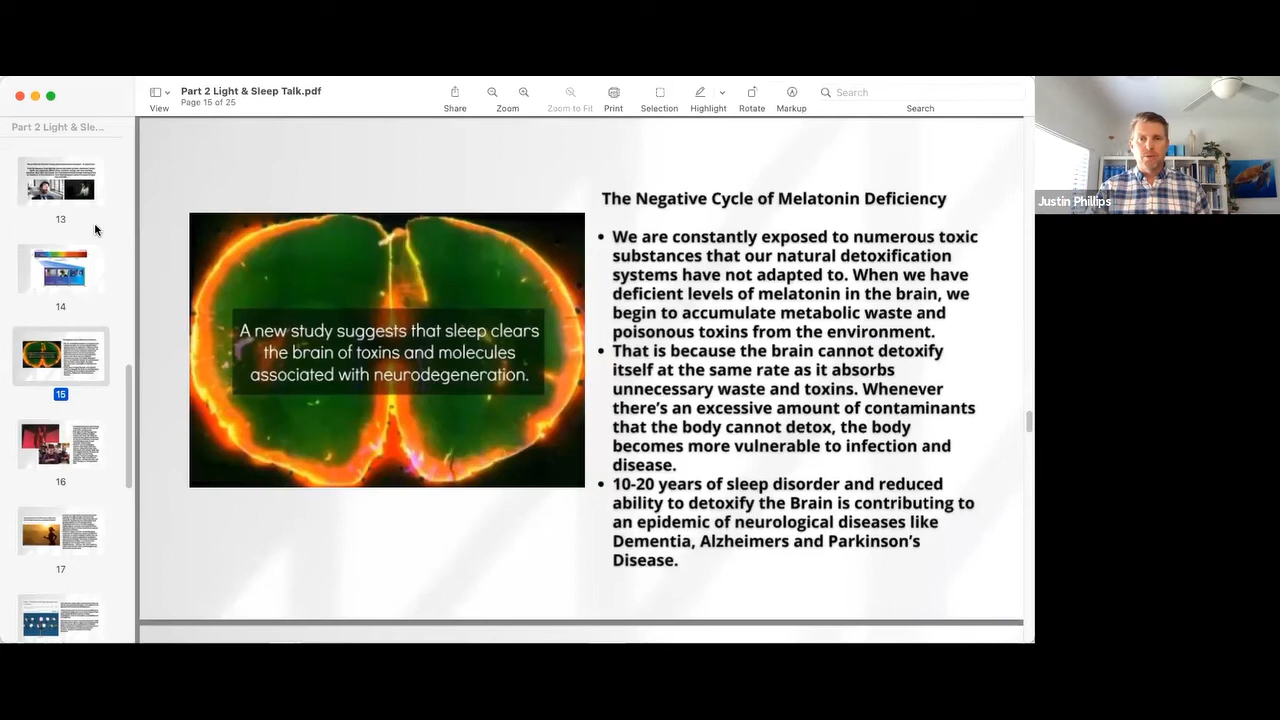 Part 2 Light & Sleep Talk.pdf
Page 15 of 25
View
Share
Zoom
Zoom to Fit
Print
Selection
Highlight
Rotate
Markup
Search
Search
Part 2 Light & Sle...
13
14
15
16
17
A new study suggests that sleep clears
the brain of toxins and molecules
associated with neurodegeneration.
The Negative Cycle of Melatonin Deficiency
• We are constantly exposed to numerous toxic
substances that our natural detoxification
systems have not adapted to. When we have
deficient levels of melatonin in the brain, we
begin to accumulate metabolic waste and
poisonous toxins from the environment.
• That is because the brain cannot detoxify
itself at the same rate as it absorbs
unnecessary waste and toxins. Whenever
there's an excessive amount of contaminants
that the body cannot detox, the body
becomes more vulnerable to infection and
disease.
• 10-20 years of sleep disorder and reduced
ability to detoxify the Brain is contributing to
an epidemic of neurological diseases like
Dementia, Alzheimers and Parkinson's
Disease.
Justin Phillips